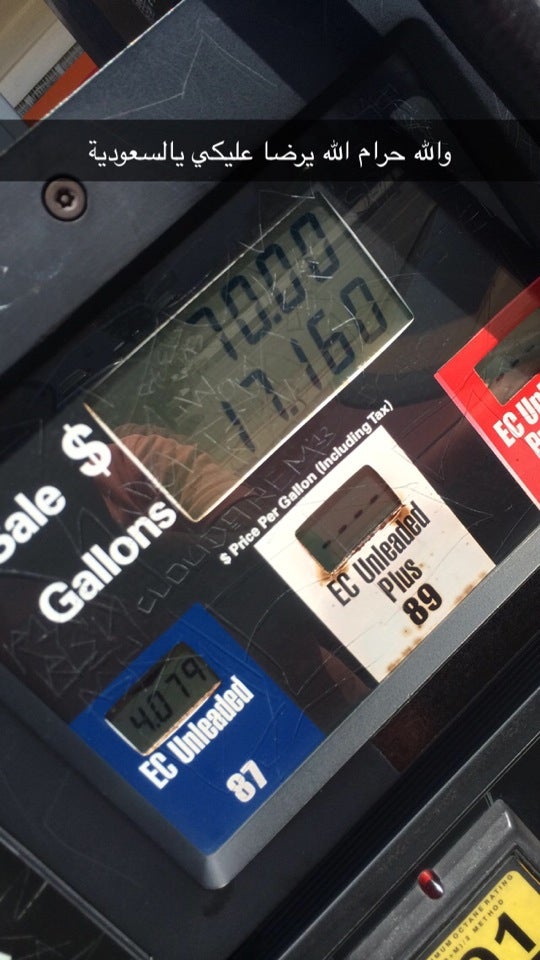 والله حرام الله يرضا عليكي يالسعودية
70.00
17.160
Sale $
Gallons
$ Price Per Gallon (Including Tax)
EC Unleaded
Plus
89
4.079
EC Unleaded
87
METHOD